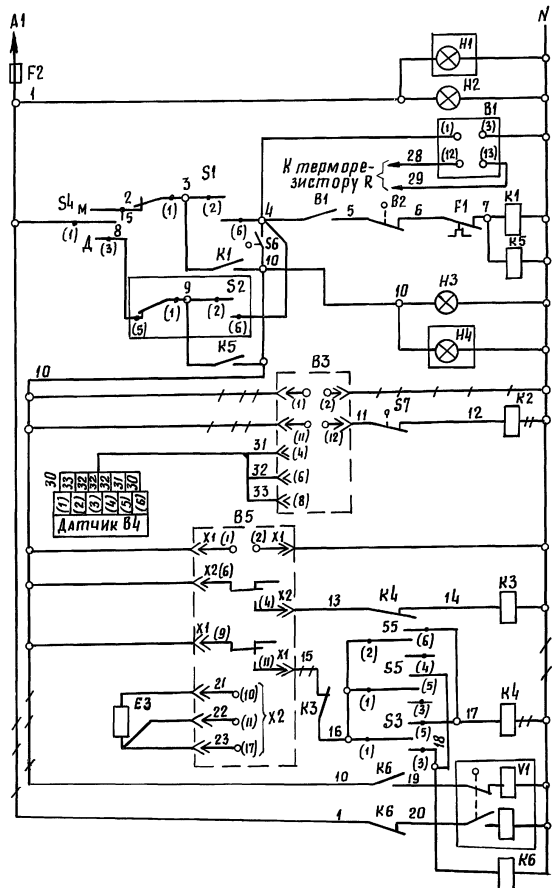 A1
N
F2
1
H1
H2
B1
(1)
(3)
(12)
(13)
К терморе-
зистору R
28
29
S1
3
S4
М
2
5
(1)
(2)
4
B1
5
B2
6
F1
7
K1
(1)
8
Д
(3)
(6)
S6
K1
10
K5
S2
9
(5)
(1)
(2)
(6)
10
H3
H4
K5
10
B3
(1)
(2)
S7
K2
(11)
(12)
11
12
31
(4)
32
(6)
33
(8)
30
33
32
32
32
31
30
(1)
(2)
(3)
(4)
(5)
(6)
Датчик B4
B5
X1
(1)
(2)
X1
X2
(6)
(4)
X2
13
K4
14
K3
X1
(9)
(11)
X1
15
S5
(2)
(6)
S5
(4)
(5)
E3
21
(10)
22
(11)
X2
23
(17)
K3
(1)
(3)
S3
17
K4
16
(5)
(1)
(3)
18
10
K6
19
V1
1
K6
20
K6